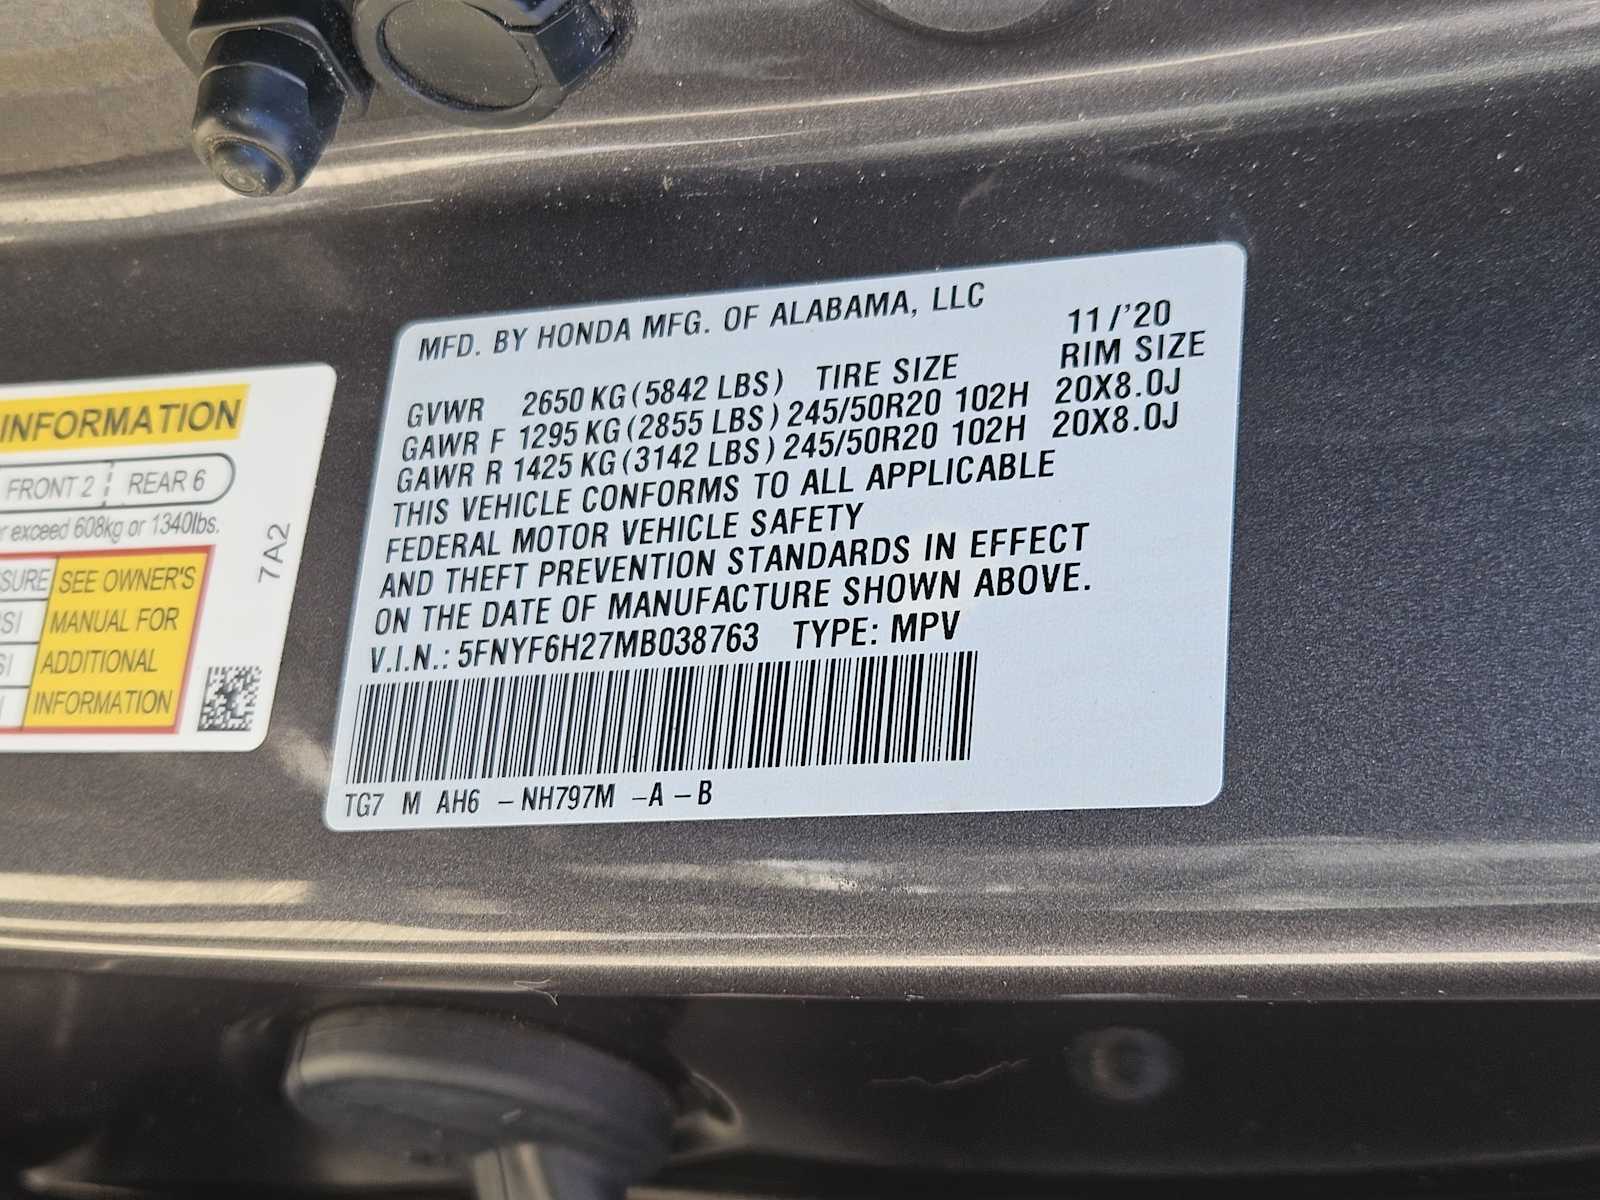 INFORMATION
FRONT 2 REAR 6
exceed 608kg or 1340lbs.
SEE OWNER'S
MANUAL FOR
ADDITIONAL
INFORMATION
7A2
MFD. BY HONDA MFG. OF ALABAMA, LLC 11/'20
GVWR 2650 KG (5842 LBS) TIRE SIZE RIM SIZE
GAWR F 1295 KG (2855 LBS) 245/50R20 102H 20X8.0J
GAWR R 1425 KG (3142 LBS) 245/50R20 102H 20X8.0J
THIS VEHICLE CONFORMS TO ALL APPLICABLE
FEDERAL MOTOR VEHICLE SAFETY
AND THEFT PREVENTION STANDARDS IN EFFECT
ON THE DATE OF MANUFACTURE SHOWN ABOVE.
V.I.N.: 5FNYF6H27MB038763 TYPE: MPV
TG7 M AH6 - NH797M - A - B